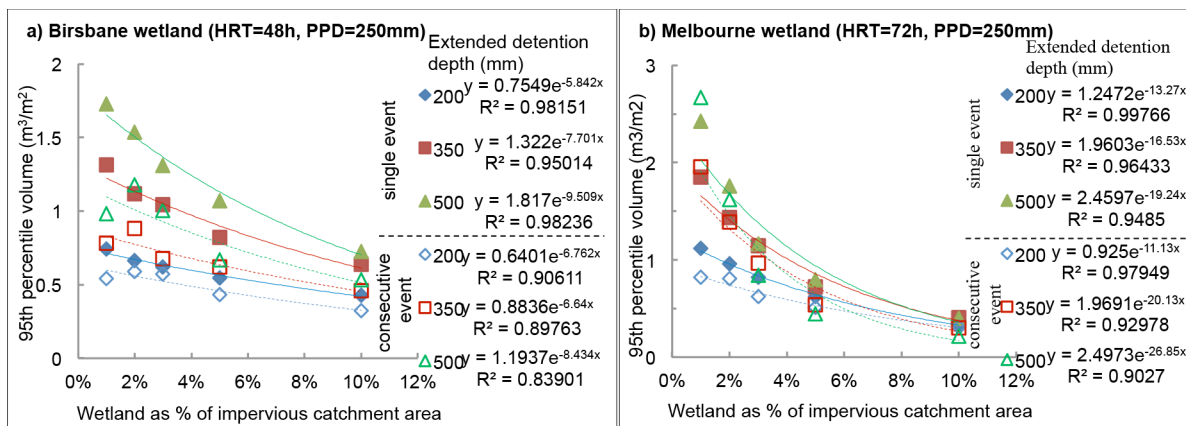 a) Birsbane wetland (HRT=48h, PPD=250mm)
Extended detention
depth (mm)
95th percentile volume (m³/m²)
2
1.5
1
0.5
0
0% 2% 4% 6% 8% 10% 12%
Wetland as % of impervious catchment area
single event
200 y = 0.7549e-5.842x
R² = 0.98151
350 y = 1.322e-7.701x
R² = 0.95014
500 y = 1.817e-9.509x
R² = 0.98236
consecutive
event
200 y = 0.6401e-6.762x
R² = 0.90611
350 y = 0.8836e-6.64x
R² = 0.89763
500 y = 1.1937e-8.434x
R² = 0.83901
b) Melbourne wetland (HRT=72h, PPD=250mm)
Extended detention
depth (mm)
95th percentile volume (m3/m2)
3
2
1
0
0% 2% 4% 6% 8% 10% 12%
Wetland as % of impervious catchment area
single event
200 y = 1.2472e-13.27x
R² = 0.99766
350 y = 1.9603e-16.53x
R² = 0.96433
500 y = 2.4597e-19.24x
R² = 0.9485
consecutive
event
200 y = 0.925e-11.13x
R² = 0.97949
350 y = 1.9691e-20.13x
R² = 0.92978
500 y = 2.4973e-26.85x
R² = 0.9027